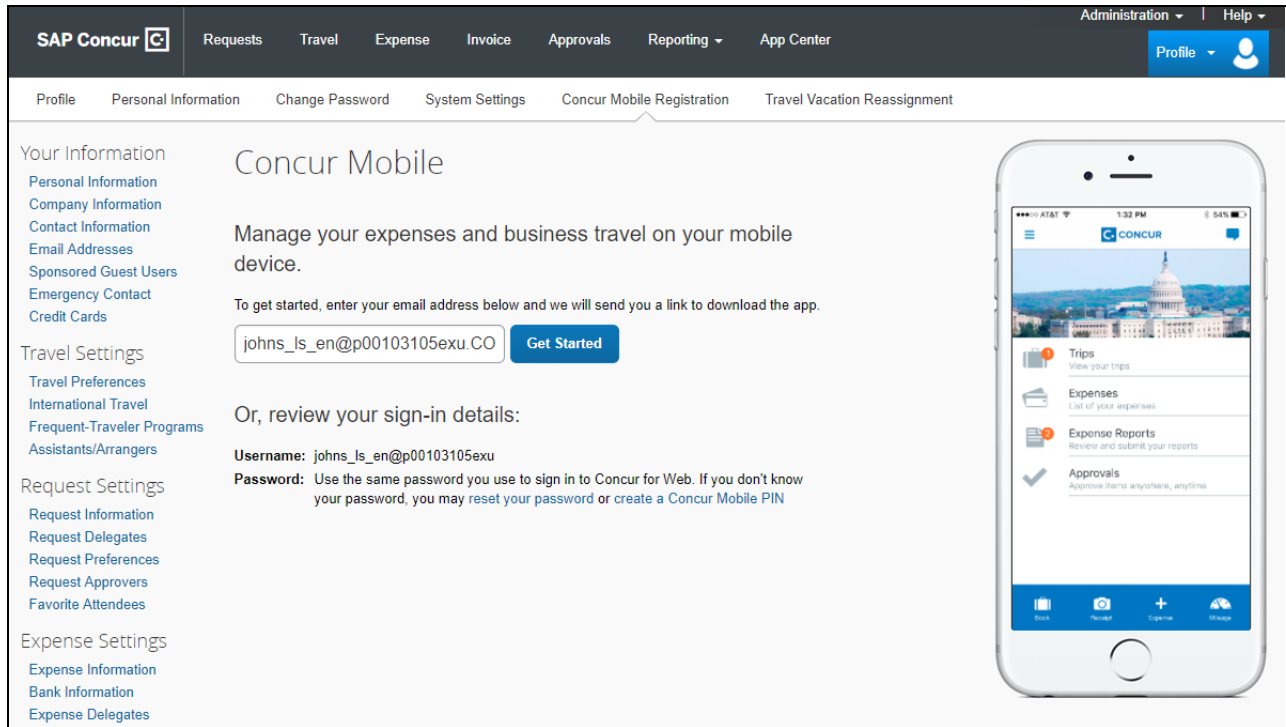 Administration Help
SAP Concur C. Requests Travel Expense Invoice Approvals Reporting App Center
Profile
Profile Personal Information Change Password System Settings Concur Mobile Registration Travel Vacation Reassignment
Your Information
Personal Information
Company Information
Contact Information
Email Addresses
Sponsored Guest Users
Emergency Contact
Credit Cards
Travel Settings
Travel Preferences
International Travel
Frequent-Traveler Programs
Assistants/Arrangers
Request Settings
Request Information
Request Delegates
Request Preferences
Request Approvers
Favorite Attendees
Expense Settings
Expense Information
Bank Information
Expense Delegates
Concur Mobile
Manage your expenses and business travel on your mobile
device.
To get started, enter your email address below and we will send you a link to download the app.
johns_ls_en@p00103105exu.CO Get Started
Or, review your sign-in details:
Username: johns_ls_en@p00103105exu
Password: Use the same password you use to sign in to Concur for Web. If you don't know
your password, you may reset your password or create a Concur Mobile PIN
AT&T 1:32 PM 54%
C. CONCUR
1 Trips
View your trips
Expenses
List of your expenses
2 Expense Reports
Review and submit your reports
Approvals
Approve items anywhere, anytime
Book Receipt Expense Mileage